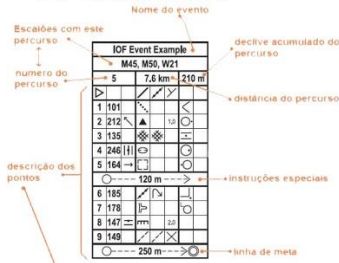 Nome do evento
Escalões com este percurso
declive acumulado do percurso
IOF Event Example
M45, M50, W21
5 7,6 km 210 m
numero do percurso
distância do percurso
1 101
2 212 1,0
3 135
4 246
5 164
120 m
descrição dos pontos
instruções especiais
6 185
7 178
8 147 2,0
9 149
250 m
linha de meta